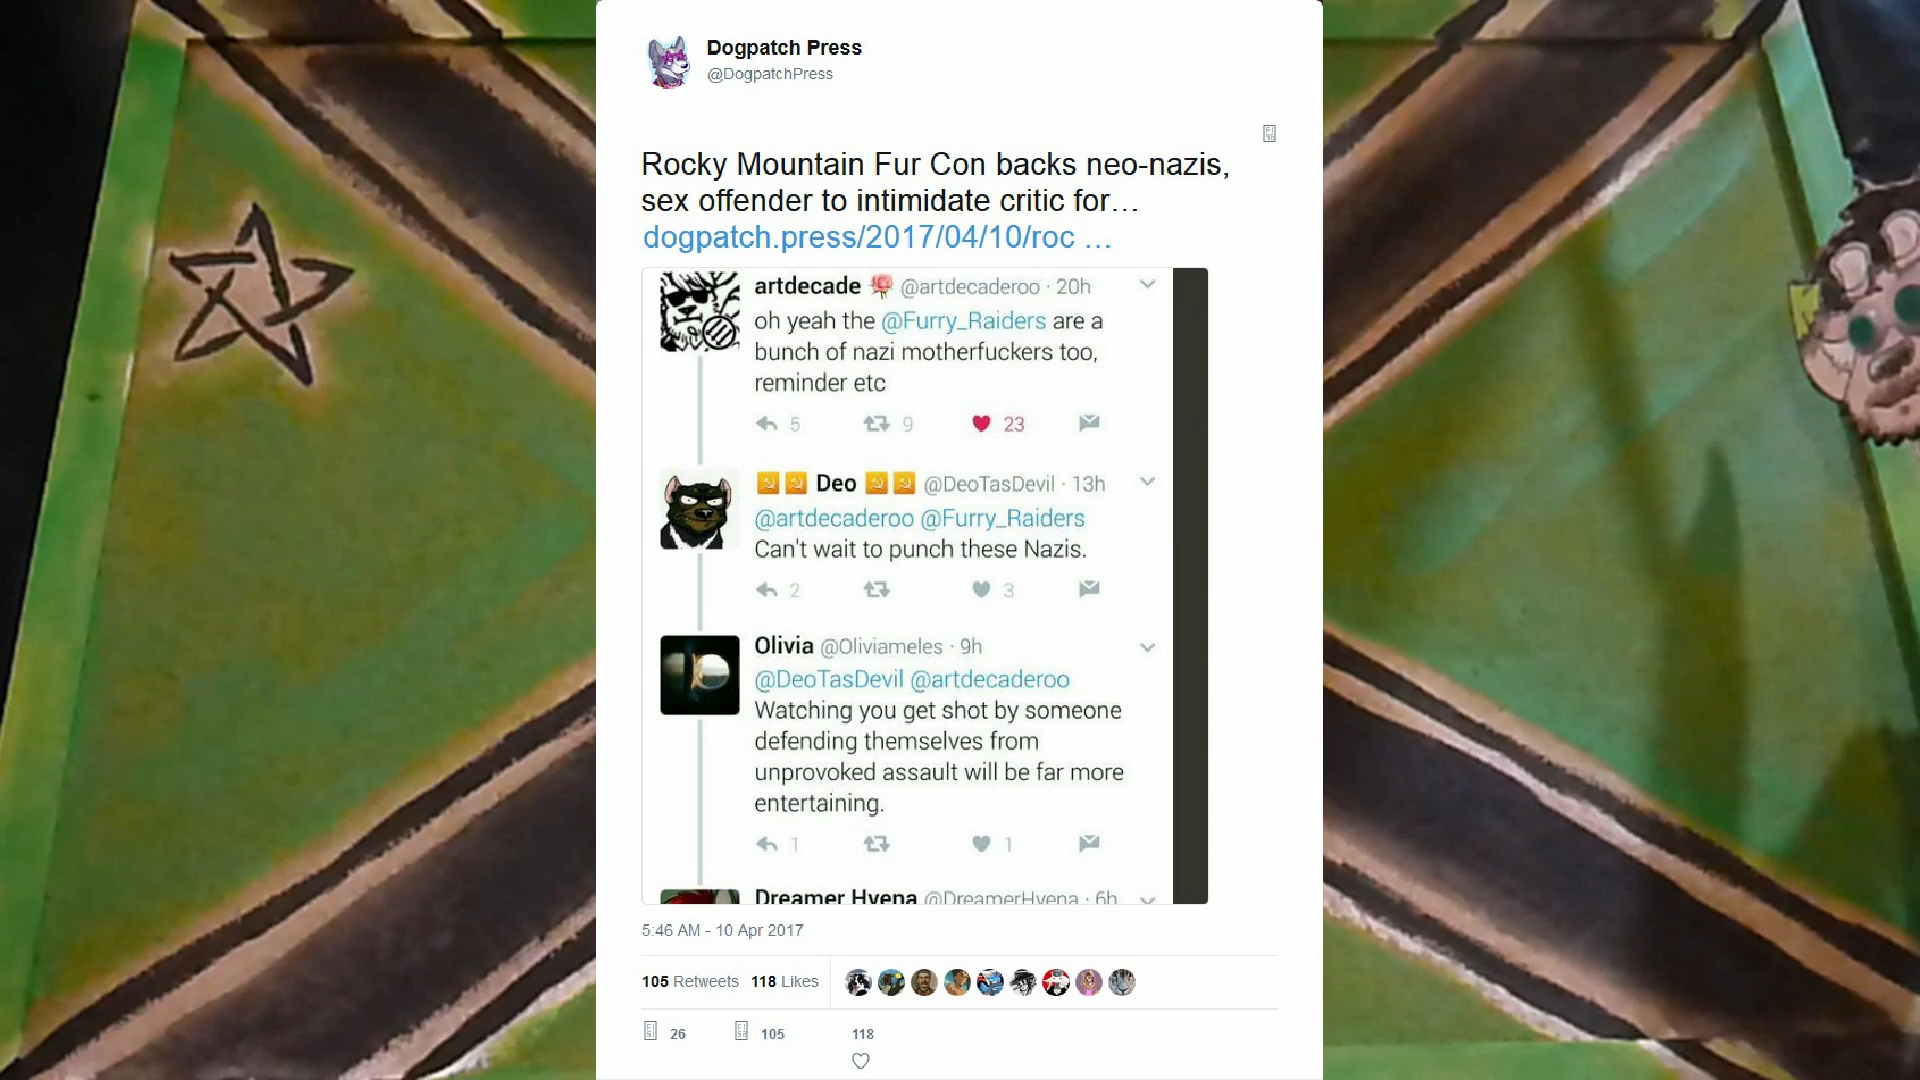 Dogpatch Press
@DogpatchPress
Rocky Mountain Fur Con backs neo-nazis,
sex offender to intimidate critic for…
dogpatch.press/2017/04/10/roc …
artdecade 🌹 @artdecaderoo · 20h
oh yeah the @Furry_Raiders are a
bunch of nazi motherfuckers too,
reminder etc
5 9 23
Deo @DeoTasDevil · 13h
@artdecaderoo @Furry_Raiders
Can't wait to punch these Nazis.
2 3
Olivia @Oliviameles · 9h
@DeoTasDevil @artdecaderoo
Watching you get shot by someone
defending themselves from
unprovoked assault will be far more
entertaining.
1 1
Dreamer Hyena @DreamerHyena · 6h
5:46 AM - 10 Apr 2017
105 Retweets 118 Likes
26 105 118